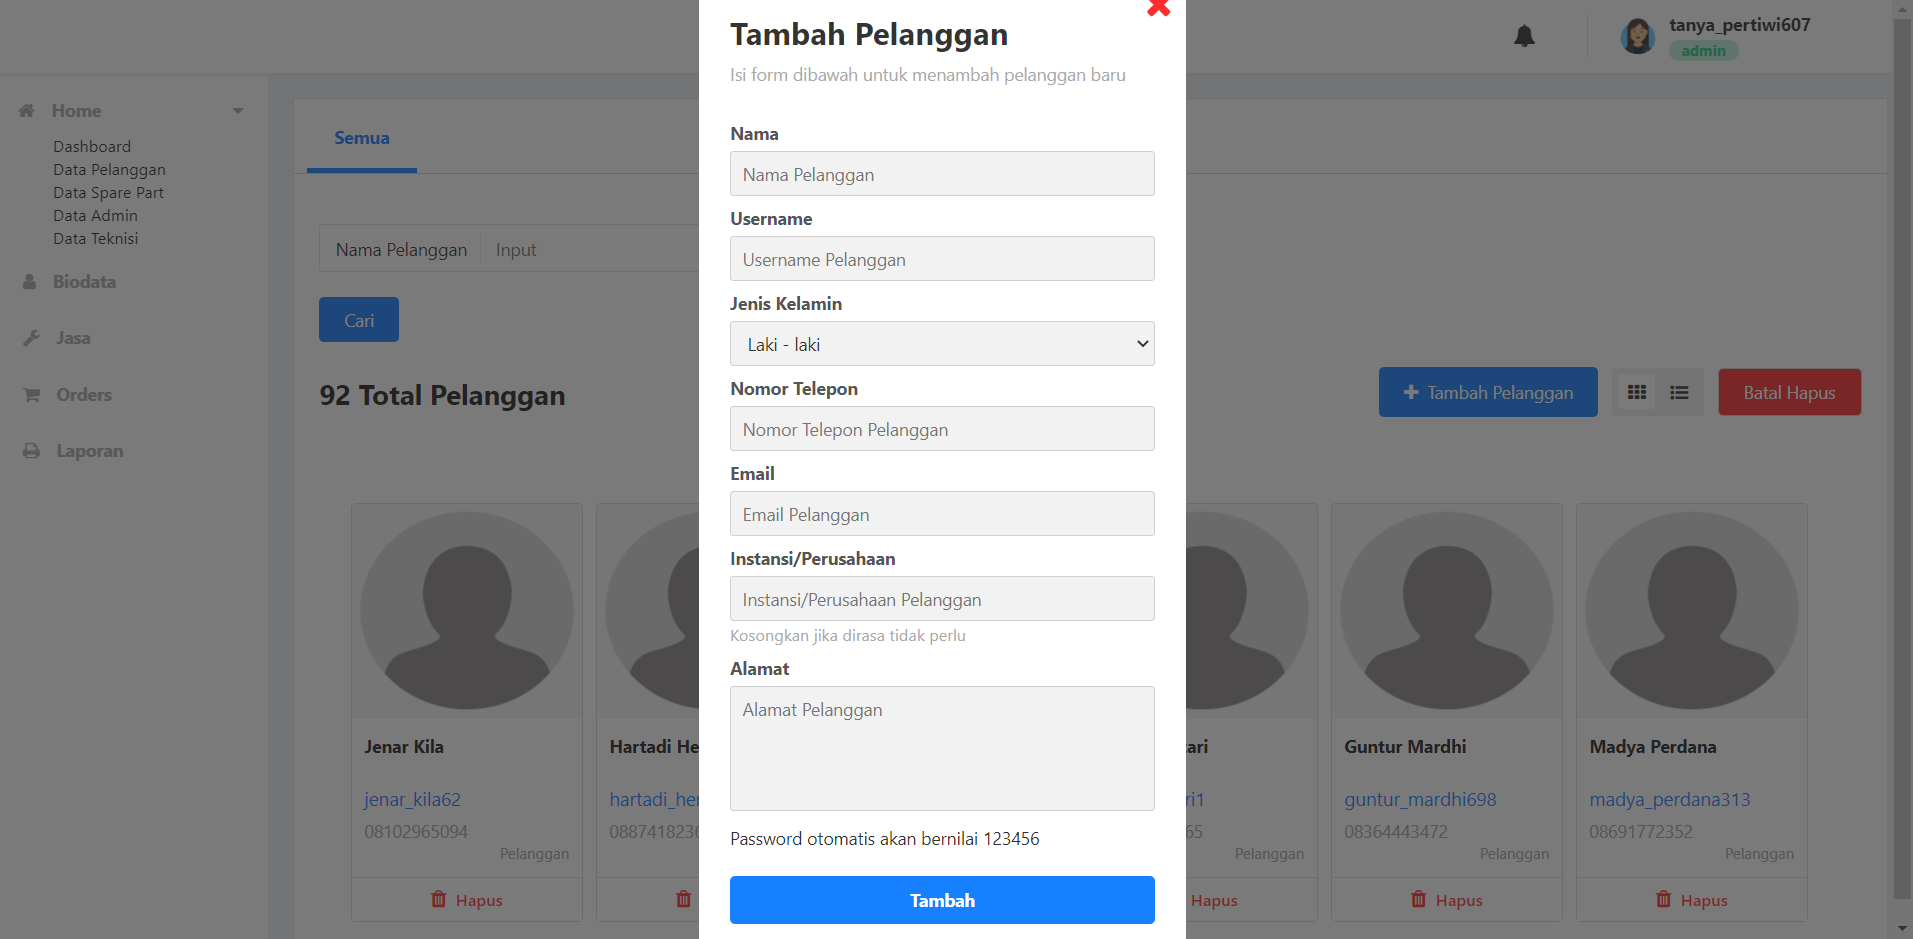 tanya_pertiwi607
admin
Home
Dashboard
Data Pelanggan
Data Spare Part
Data Admin
Data Teknisi
Biodata
Jasa
Orders
Laporan
Semua
Nama Pelanggan Input
Cari
92 Total Pelanggan
Tambah Pelanggan
Batal Hapus
Tambah Pelanggan
Isi form dibawah untuk menambah pelanggan baru
Nama
Nama Pelanggan
Username
Username Pelanggan
Jenis Kelamin
Laki - laki
Nomor Telepon
Nomor Telepon Pelanggan
Email
Email Pelanggan
Instansi/Perusahaan
Instansi/Perusahaan Pelanggan
Kosongkan jika dirasa tidak perlu
Alamat
Alamat Pelanggan
Password otomatis akan bernilai 123456
Tambah
Jenar Kila
jenar_kila62
08102965094
Pelanggan
Hapus
Hartadi
Pelanggan
Hapus
Guntur Mardhi
guntur_mardhi698
08364443472
Pelanggan
Hapus
Madya Perdana
madya_perdana313
08691772352
Pelanggan
Hapus